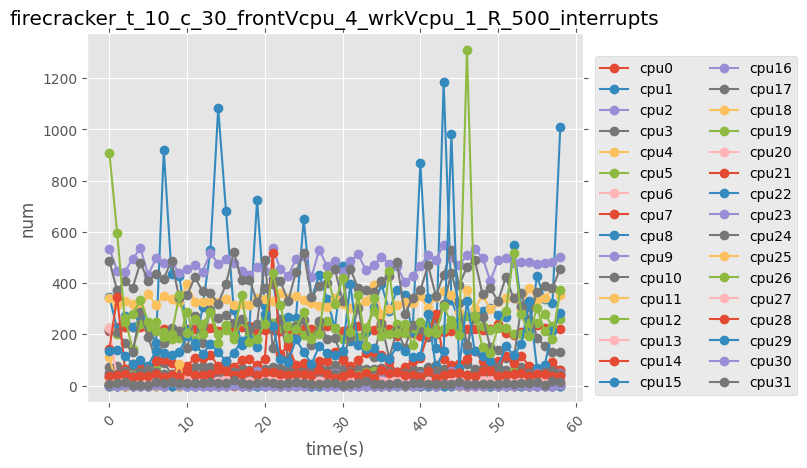 firecracker_t_10_c_30_frontVcpu_4_wrkVcpu_1_R_500_interrupts
1200
1000
800
600
400
200
0
num
0 10 20 30 40 50 60
time(s)
cpu0 cpu16
cpu1 cpu17
cpu2 cpu18
cpu3 cpu19
cpu4 cpu20
cpu5 cpu21
cpu6 cpu22
cpu7 cpu23
cpu8 cpu24
cpu9 cpu25
cpu10 cpu26
cpu11 cpu27
cpu12 cpu28
cpu13 cpu29
cpu14 cpu30
cpu15 cpu31